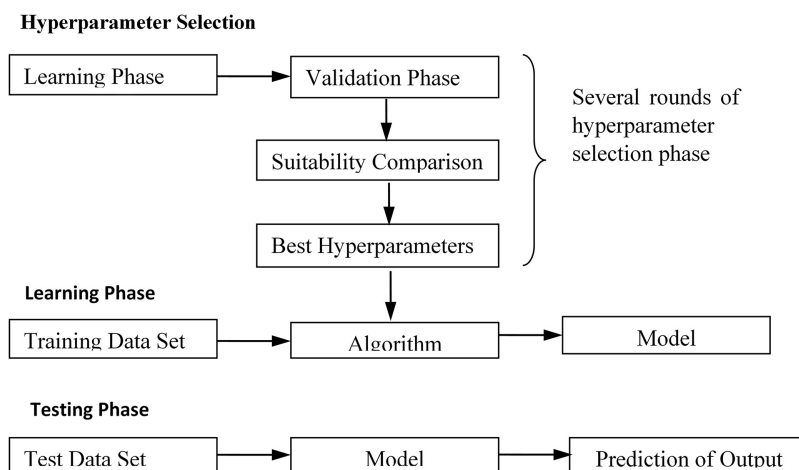 Hyperparameter Selection
Learning Phase
Validation Phase
Several rounds of
hyperparameter
selection phase
Suitability Comparison
Best Hyperparameters
Learning Phase
Training Data Set
Algorithm
Model
Testing Phase
Test Data Set
Model
Prediction of Output